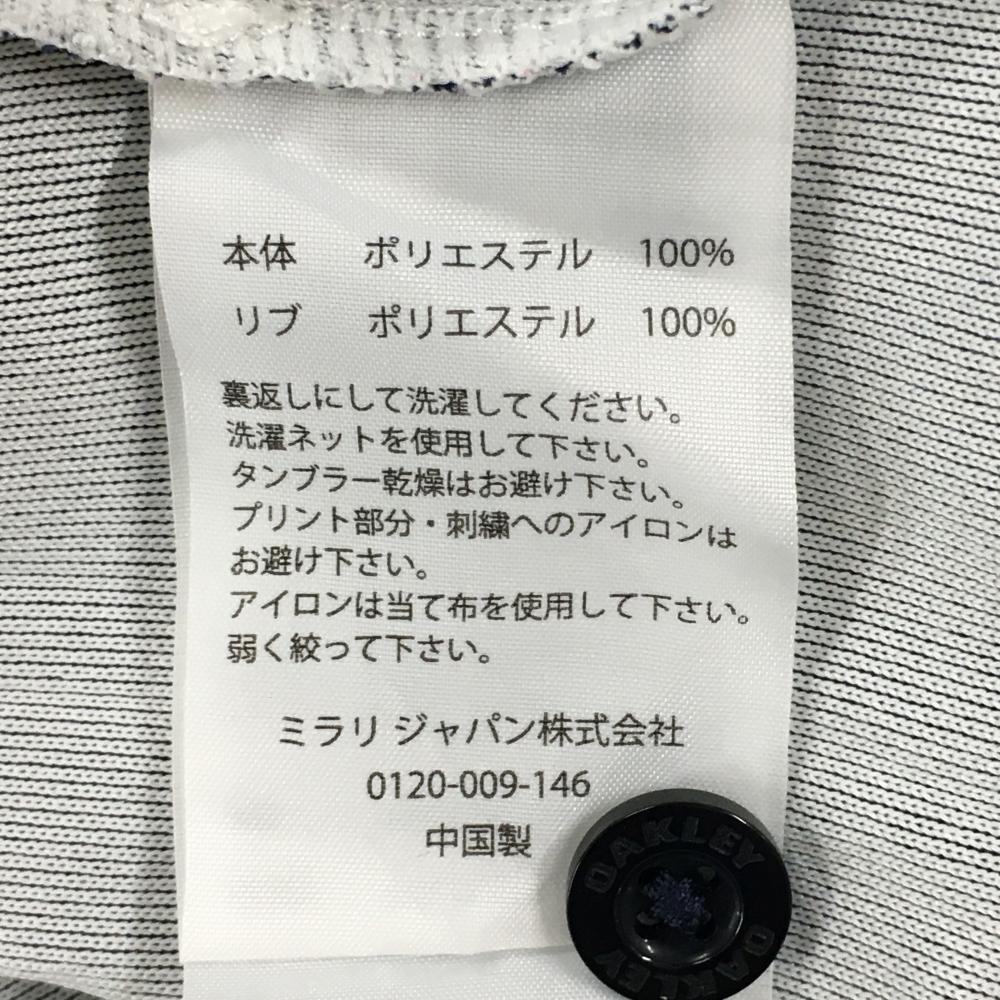 本体 ポリエステル 100%
リブ ポリエステル 100%
裏返しにして洗濯してください。
洗濯ネットを使用して下さい。
タンブラー乾燥はお避け下さい。
プリント部分・刺繍へのアイロンは
お避け下さい。
アイロンは当て布を使用して下さい。
弱く絞って下さい。
ミラリ ジャパン株式会社
0120-009-146
中国製
OAKLEY
OAKLEY